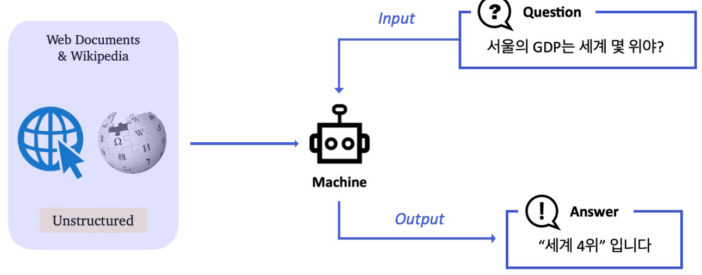 Web Documents
& Wikipedia
Unstructured
Input
Question
서울의 GDP는 세계 몇 위야?
Machine
Output
Answer
“세계 4위” 입니다